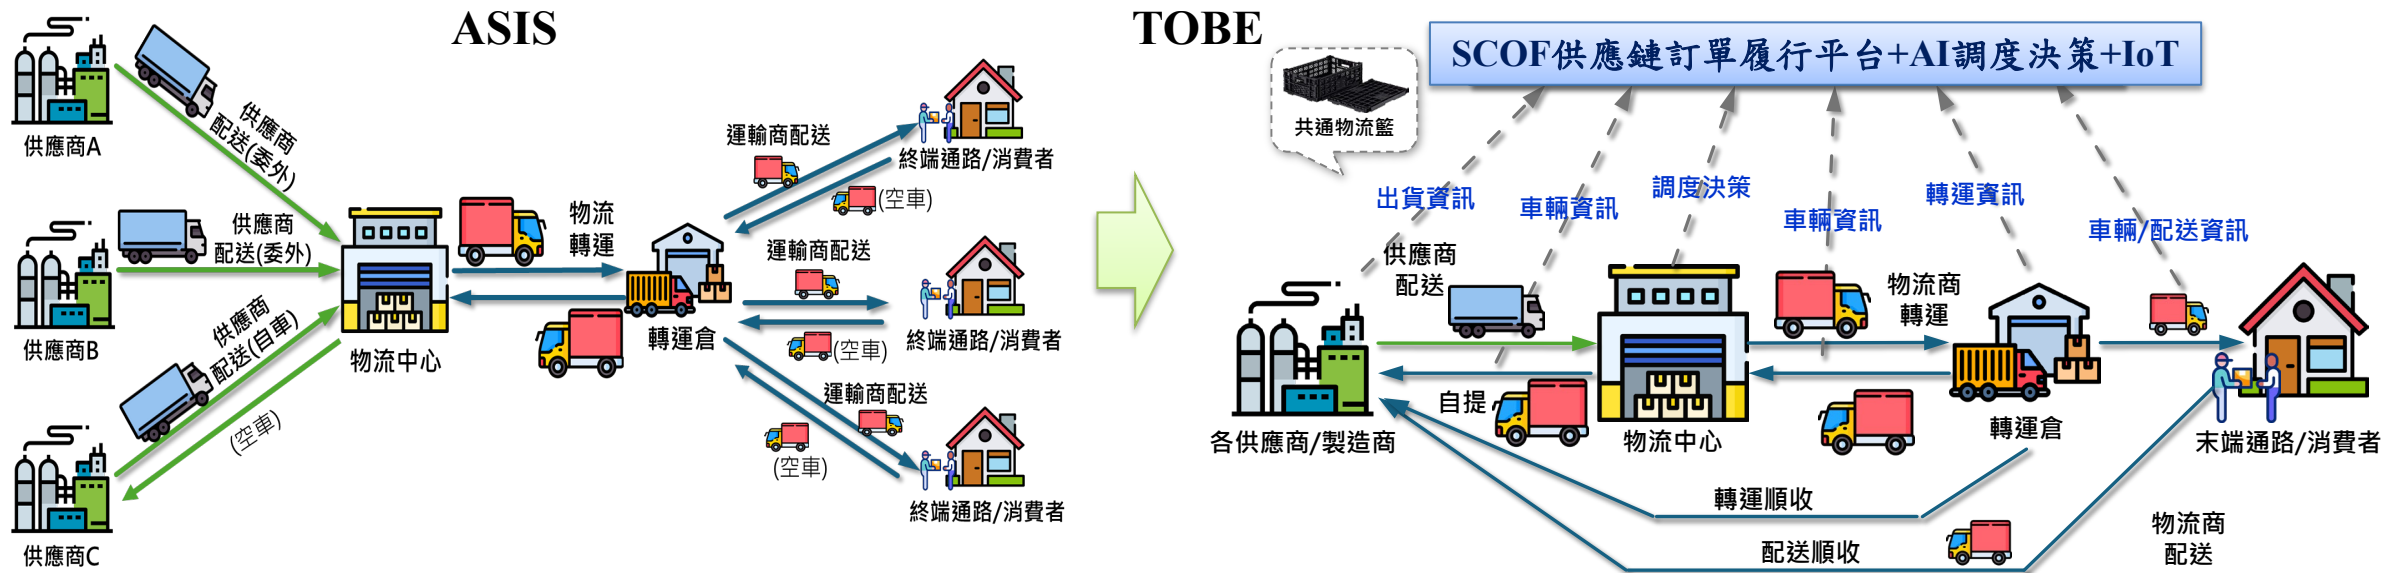 ASIS
供應商A
供應商
配送(委外)
供應商B
供應商
配送(委外)
供應商C
供應商
配送(自車)
(空車)
物流中心
物流
轉運
轉運倉
運輸商配送
(空車)
終端通路/消費者
運輸商配送
(空車)
終端通路/消費者
運輸商配送
(空車)
終端通路/消費者
TOBE
共通物流籃
SCOF供應鏈訂單履行平台+AI調度決策+IoT
出貨資訊
車輛資訊
調度決策
車輛資訊
轉運資訊
車輛/配送資訊
供應商
配送
各供應商/製造商
自提
物流中心
物流商
轉運
轉運倉
末端通路/消費者
轉運順收
配送順收
物流商
配送